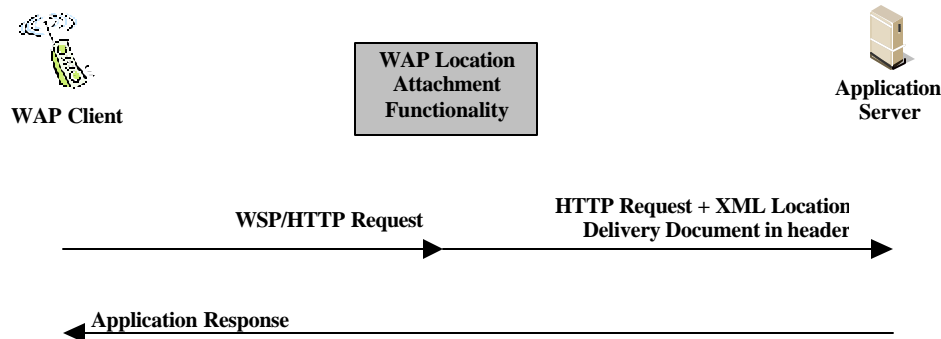 WAP Location
Attachment
Functionality
WAP Client
Application
Server
WSP/HTTP Request
HTTP Request + XML Location
Delivery Document in header
Application Response